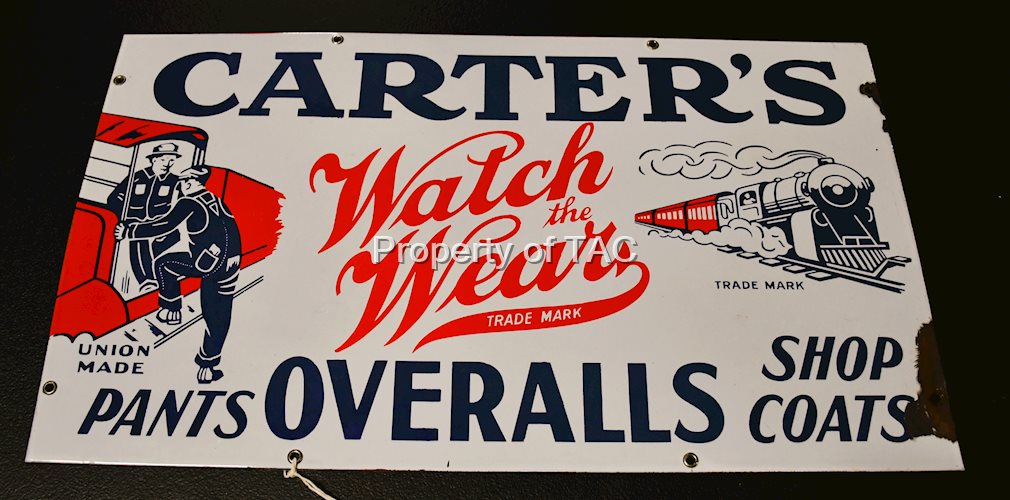 CARTER'S
Watch
the
Wear
TRADE MARK
TRADE MARK
UNION
MADE
PANTS
OVERALLS
SHOP
COATS
Property of TAC